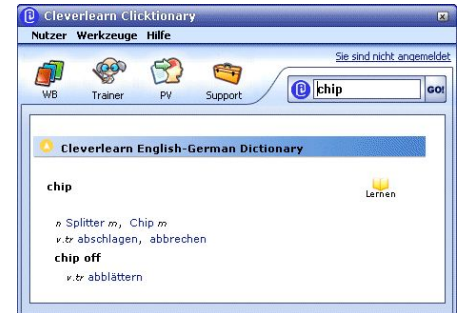 Cleverlearn Clicktionary
Nutzer Werkzeuge Hilfe
Sie sind nicht angemeldet
WB Trainer PV Support
chip GO!
Cleverlearn English-German Dictionary
chip
Lernen
n Splitter m, Chip m
v.tr abschlagen, abbrechen
chip off
v.tr abblättern